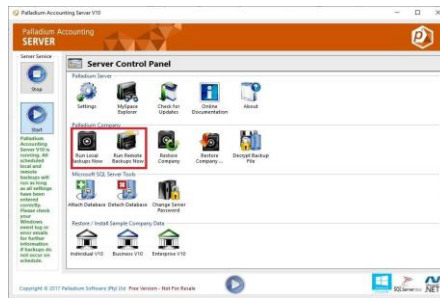 Palladium Accounting Server V10
Palladium Accounting
SERVER
Server Service
Stop
Start
Palladium
Accounting
Server V10 is
running. All
scheduled
local and
remote
backups will
run as long
as all settings
have been
entered
correctly.
Please check
your
Windows
event log or
error emails
for further
information
if backups do
not occur on
schedule.
Server Control Panel
Palladium Server
Settings
MySpace Explorer
Check for Updates
Online Documentation
About
Palladium Company
Run Local Backups Now
Run Remote Backups Now
Restore Company
Restore Company ...
Decrypt Backup File
Microsoft SQL Server Tools
Attach Database
Detach Database
Change Server Password
Restore / Install Sample Company Data
Individual V10
Business V10
Enterprise V10
Copyright © 2017 Palladium Software (Pty) Ltd Free Version - Not For Resale
SQL Server
.NET